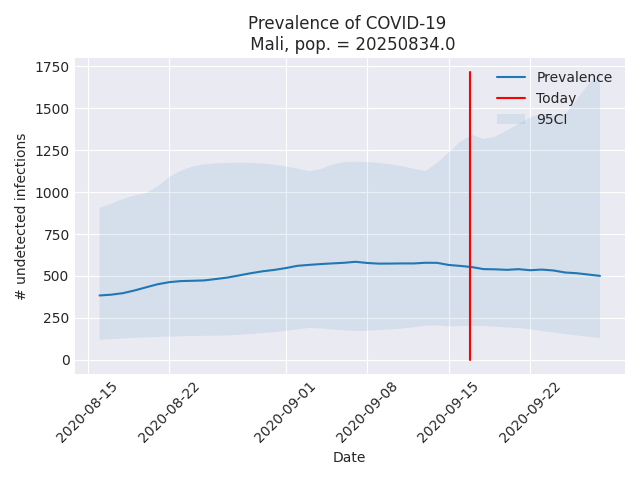 Prevalence of COVID-19
Mali, pop. = 20250834.0
1750
1500
1250
1000
750
500
250
0
# undetected infections
Prevalence
Today
95CI
2020-08-15
2020-08-22
2020-09-01
2020-09-08
2020-09-15
2020-09-22
Date